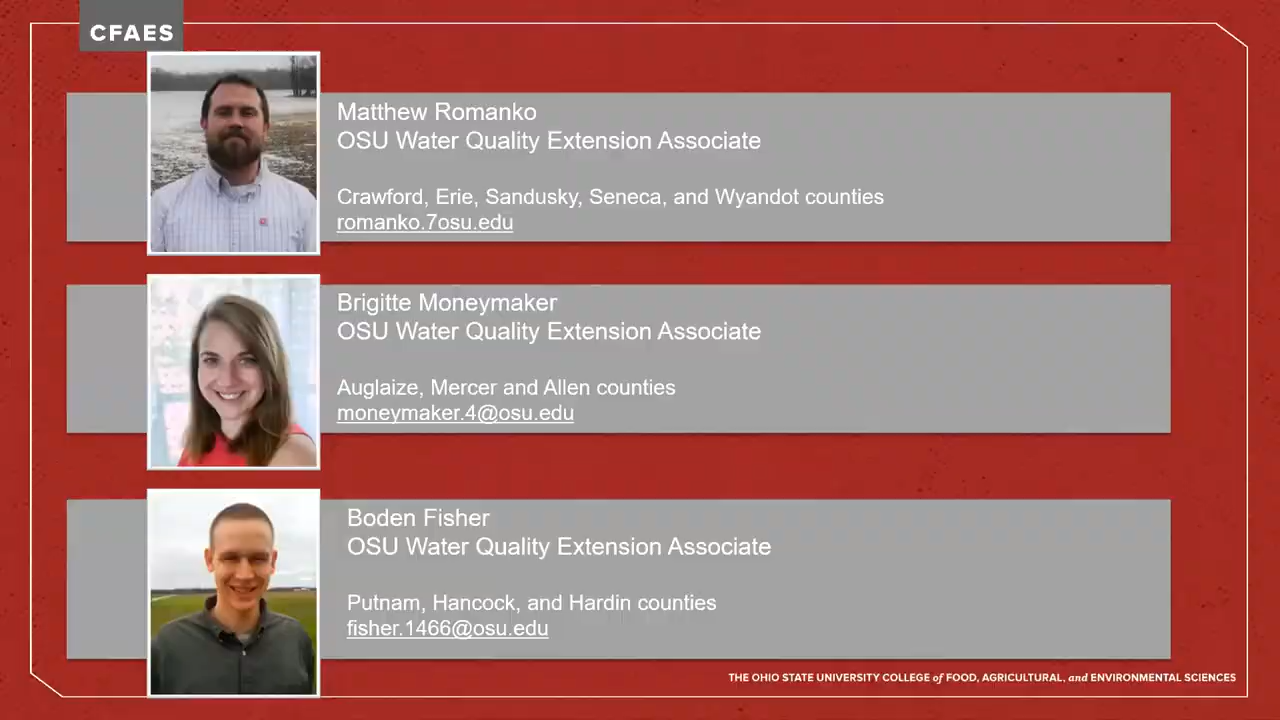 CFAES
Matthew Romanko
OSU Water Quality Extension Associate
Crawford, Erie, Sandusky, Seneca, and Wyandot counties
romanko.7osu.edu
Brigitte Moneymaker
OSU Water Quality Extension Associate
Auglaize, Mercer and Allen counties
moneymaker.4@osu.edu
Boden Fisher
OSU Water Quality Extension Associate
Putnam, Hancock, and Hardin counties
fisher.1466@osu.edu
THE OHIO STATE UNIVERSITY COLLEGE of FOOD, AGRICULTURAL, and ENVIRONMENTAL SCIENCES